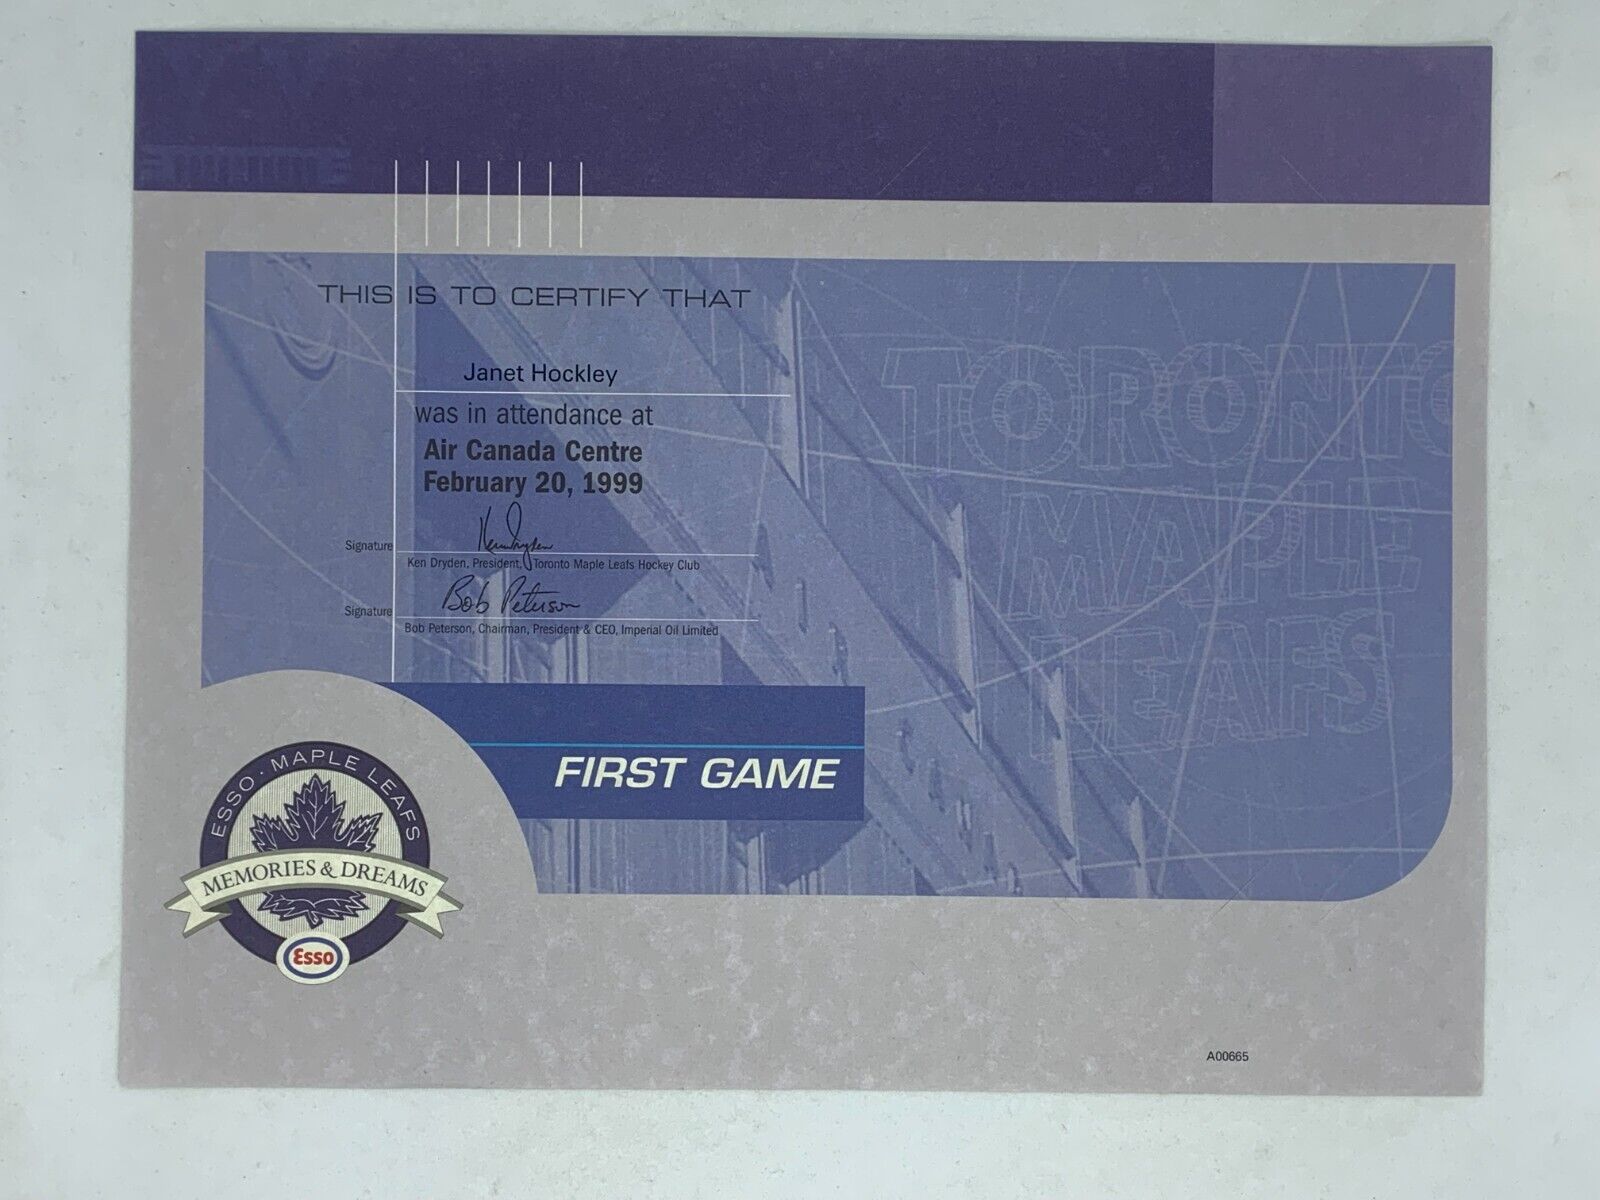 THIS IS TO CERTIFY THAT
Janet Hockley
was in attendance at
Air Canada Centre
February 20, 1999
Signature
Ken Dryden
Ken Dryden, President, Toronto Maple Leafs Hockey Club
Signature
Bob Peterson
Bob Peterson, Chairman, President & CEO, Imperial Oil Limited
TORONTO
MAPLE
LEAFS
FIRST GAME
ESSO · MAPLE LEAFS
MEMORIES & DREAMS
Esso
A00665